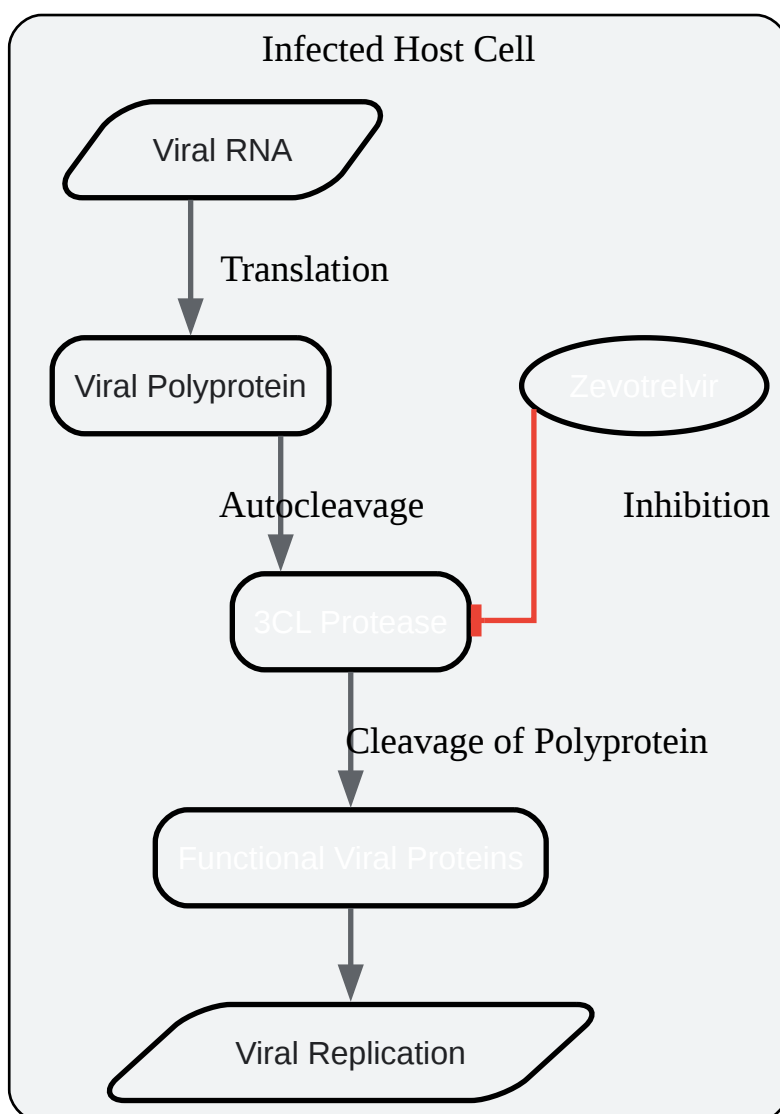 Infected Host Cell
Viral RNA
Translation
Viral Polyprotein
Zevotrelvir
Autocleavage
Inhibition
3CL Protease
Cleavage of Polyprotein
Functional Viral Proteins
Viral Replication